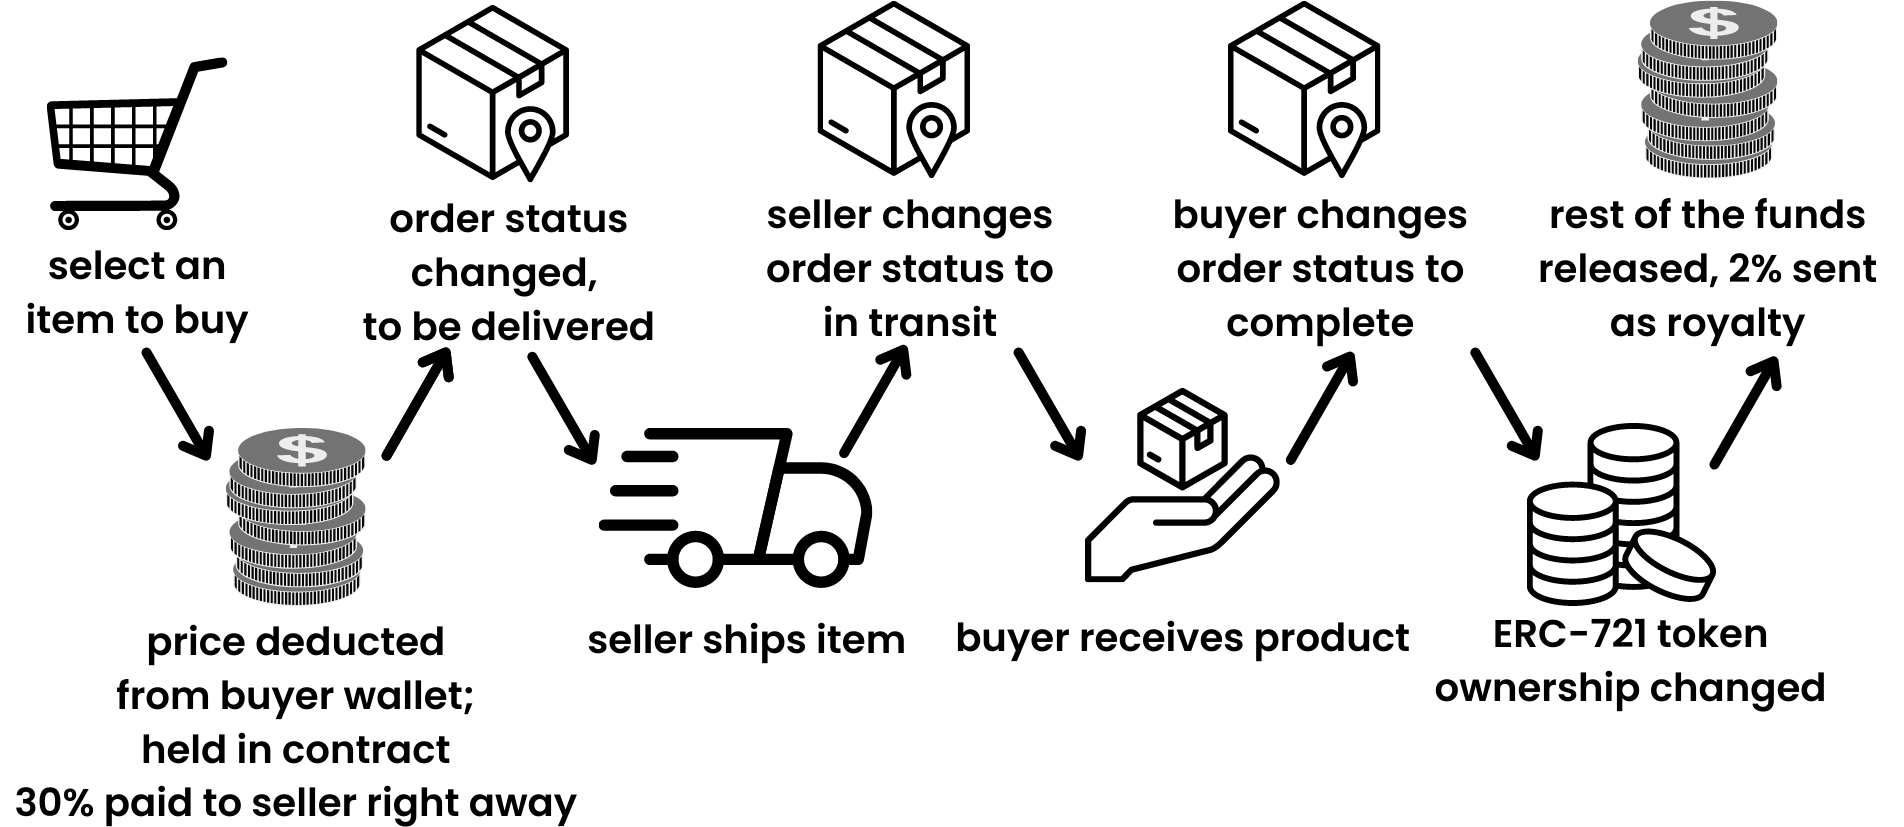 select an
item to buy
price deducted
from buyer wallet;
held in contract
30% paid to seller right away
order status
changed,
to be delivered
seller ships item
seller changes
order status to
in transit
buyer receives product
buyer changes
order status to
complete
ERC-721 token
ownership changed
rest of the funds
released, 2% sent
as royalty